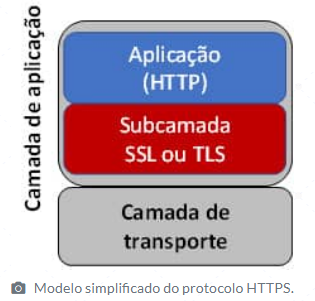 Camada de aplicação
Aplicação
(HTTP)
Subcamada
SSL ou TLS
Camada de
transporte
Modelo simplificado do protocolo HTTPS.